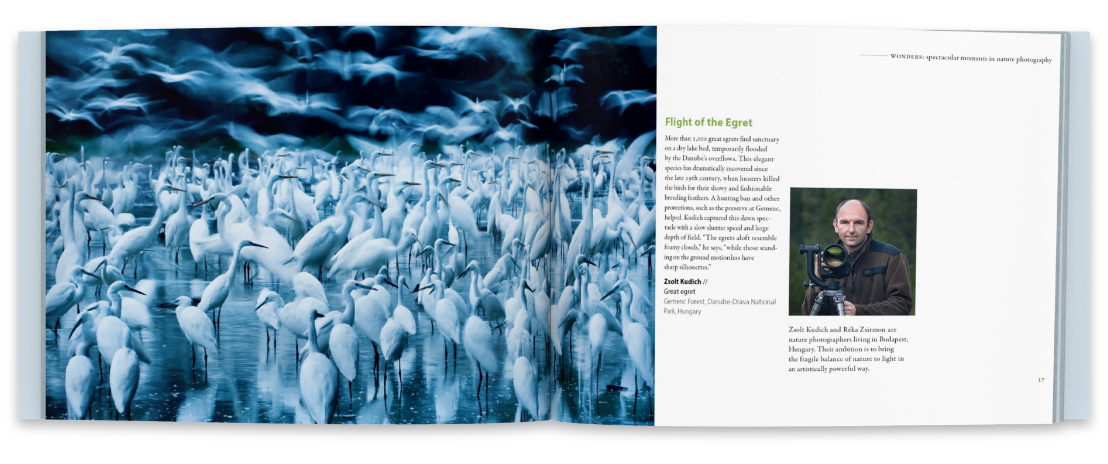 WONDERS: spectacular moments in nature photography
Flight of the Egret
More than 1,000 great egrets find sanctuary
on a dry lake bed, temporarily flooded
by the Danube's overflows. This elegant
species has dramatically recovered since
the late 19th century, when hunters killed
the birds for their showy and fashionable
breeding feathers. A hunting ban and other
protections, such as the preserve at Gemenc,
helped. Kudich captured this dawn spec-
tacle with a slow shutter speed and large
depth of field. "The egrets aloft resemble
foamy clouds," he says, "while those stand-
ing on the ground motionless have
sharp silhouettes."
Zsolt Kudich //
Great egret
Gemenc Forest, Danube-Drava National
Park, Hungary
Zsolt Kudich and Réka Zsirmon are
nature photographers living in Budapest,
Hungary. Their ambition is to bring
the fragile balance of nature to light in
an artistically powerful way.
37